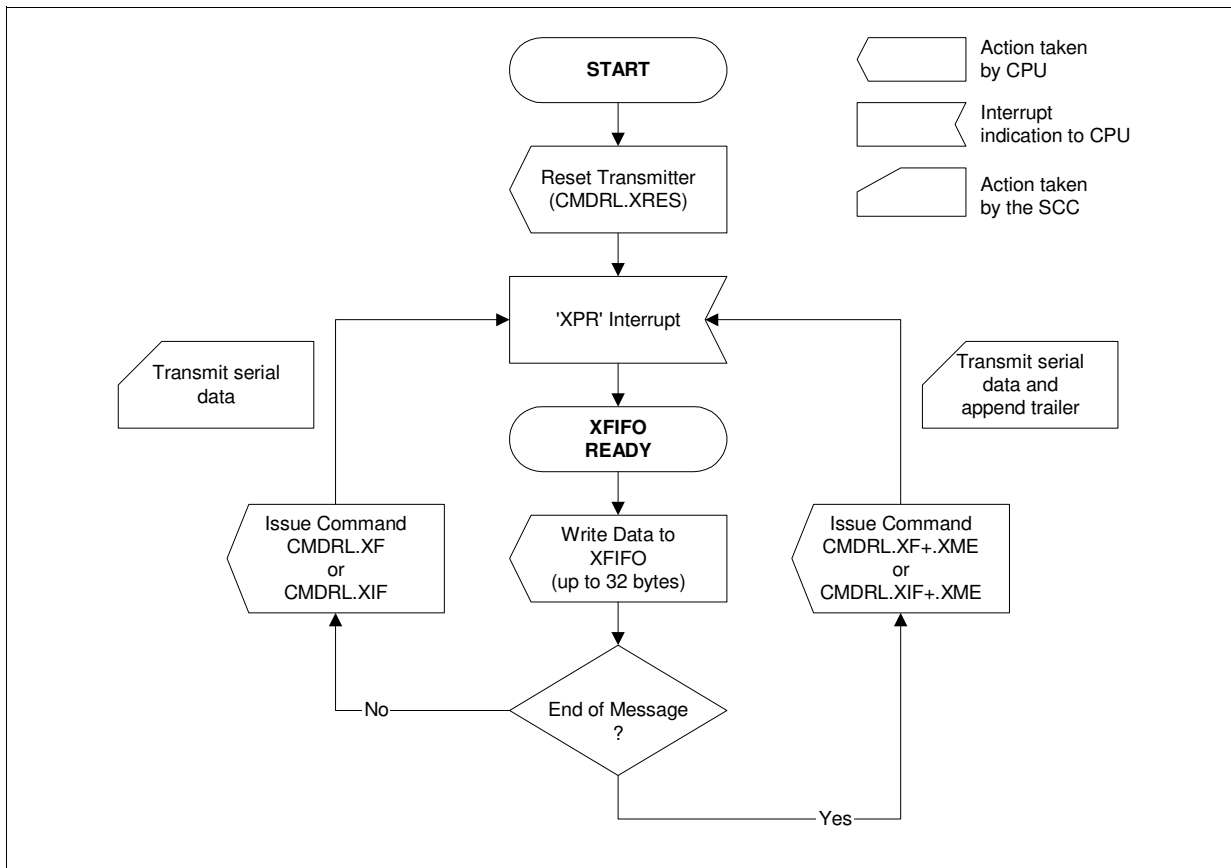 START
Action taken
by CPU
Interrupt
indication to CPU
Action taken
by the SCC
Reset Transmitter
(CMDRL.XRES)
'XPR' Interrupt
Transmit serial
data
Transmit serial
data and
append trailer
XFIFO
READY
Issue Command
CMDRL.XF
or
CMDRL.XIF
Write Data to
XFIFO
(up to 32 bytes)
Issue Command
CMDRL.XF+.XME
or
CMDRL.XIF+.XME
No
End of Message
?
Yes